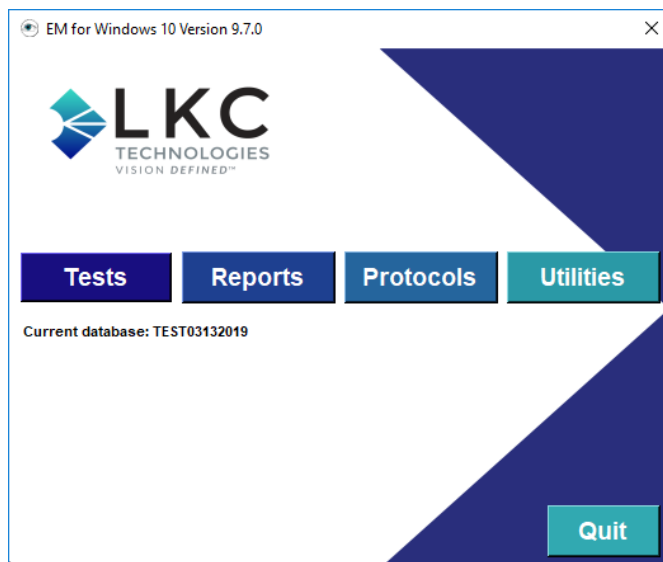 EM for Windows 10 Version 9.7.0
LKC
TECHNOLOGIES
VISION DEFINED™
Tests
Reports
Protocols
Utilities
Current database: TEST03132019
Quit